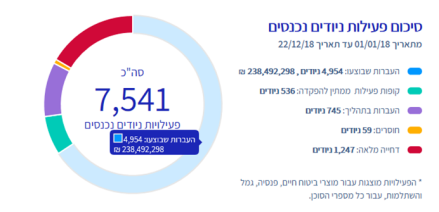 סיכום פעילות ניודים נכנסים
מתאריך 01/01/18 עד תאריך 22/12/18
העברות שבוצעו: 4,954 ניודים , 238,492,298 ₪
קופות פעילות ממתין להפקדה: 536 ניודים
העברות בתהליך: 745 ניודים
חוסרים: 59 ניודים
דחייה מלאה: 1,247 ניודים
* הפעילויות מוצגות עבור מוצרי ביטוח חיים, פנסיה, גמל
והשתלמות, עבור כל מספרי הסוכן.
סה"כ
7,541
פעילויות ניודים נכנסים
העברות שבוצעו 4,954
238,492,298 ₪